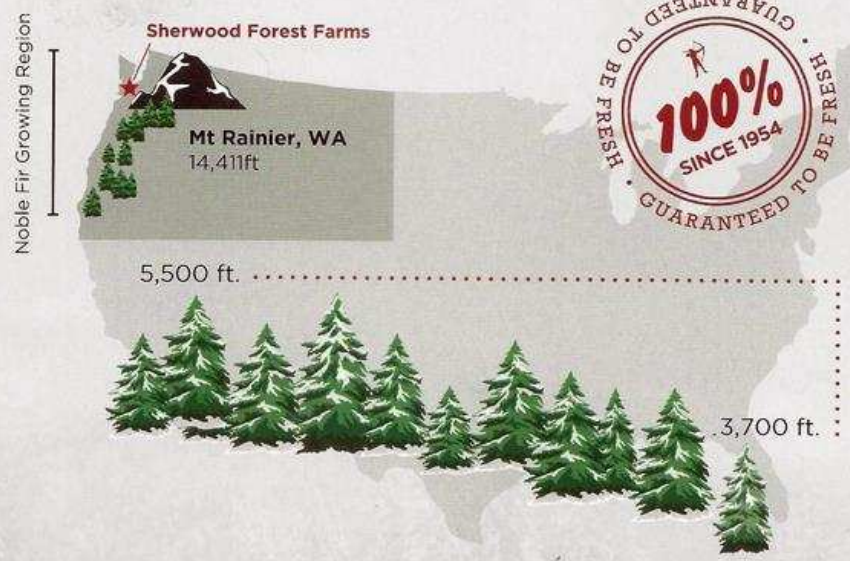 Noble Fir Growing Region
Sherwood Forest Farms
Mt Rainier, WA
14,411ft
GUARANTEED TO BE FRESH • GUARANTEED TO BE FRESH •
100%
SINCE 1954
5,500 ft.
3,700 ft.